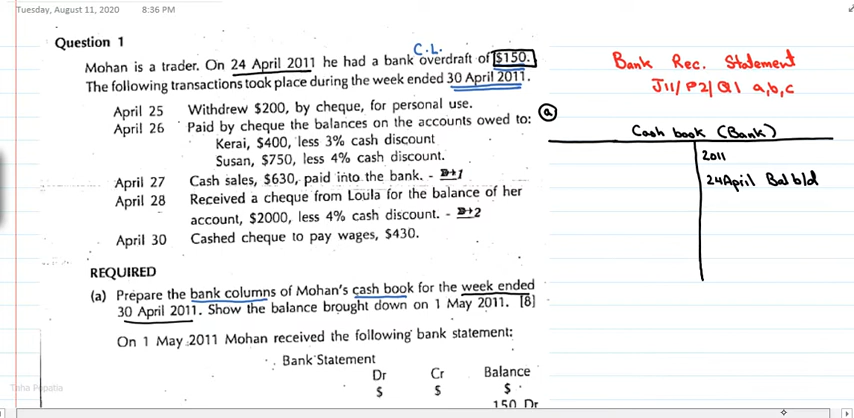 Tuesday, August 11, 2020 8:36 PM
Question 1
C.L.
Mohan is a trader. On 24 April 2011 he had a bank overdraft of $150.
The following transactions took place during the week ended 30 April 2011.
April 25 Withdrew $200, by cheque, for personal use.
April 26 Paid by cheque the balances on the accounts owed to:
Kerai, $400, less 3% cash discount
Susan, $750, less 4% cash discount.
April 27 Cash sales, $630, paid into the bank. - D+1
April 28 Received a cheque from Loula for the balance of her
account, $2000, less 4% cash discount. - D+2
April 30 Cashed cheque to pay wages, $430.
REQUIRED
(a) Prepare the bank columns of Mohan's cash book for the week ended
30 April 2011. Show the balance brought down on 1 May 2011. [8]
On 1 May 2011 Mohan received the following bank statement:
Bank Statement
Dr Cr Balance
$ $ $
150 Dr
Bank Rec. Statement
J11/P2/Q1 a,b,c
(a)
Cash book (Bank)
2011
24 April Bal b/d